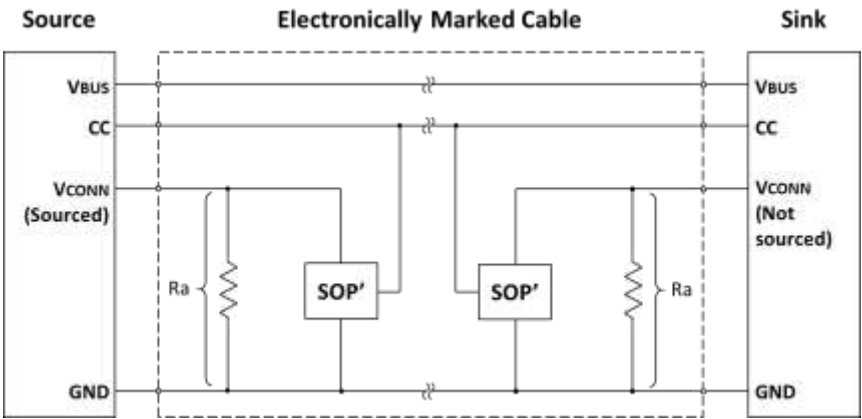 Source Electronically Marked Cable Sink
VBUS VBUS
CC CC
VCONN VCONN
(Sourced) (Not
sourced)
Ra SOP' SOP' Ra
GND GND